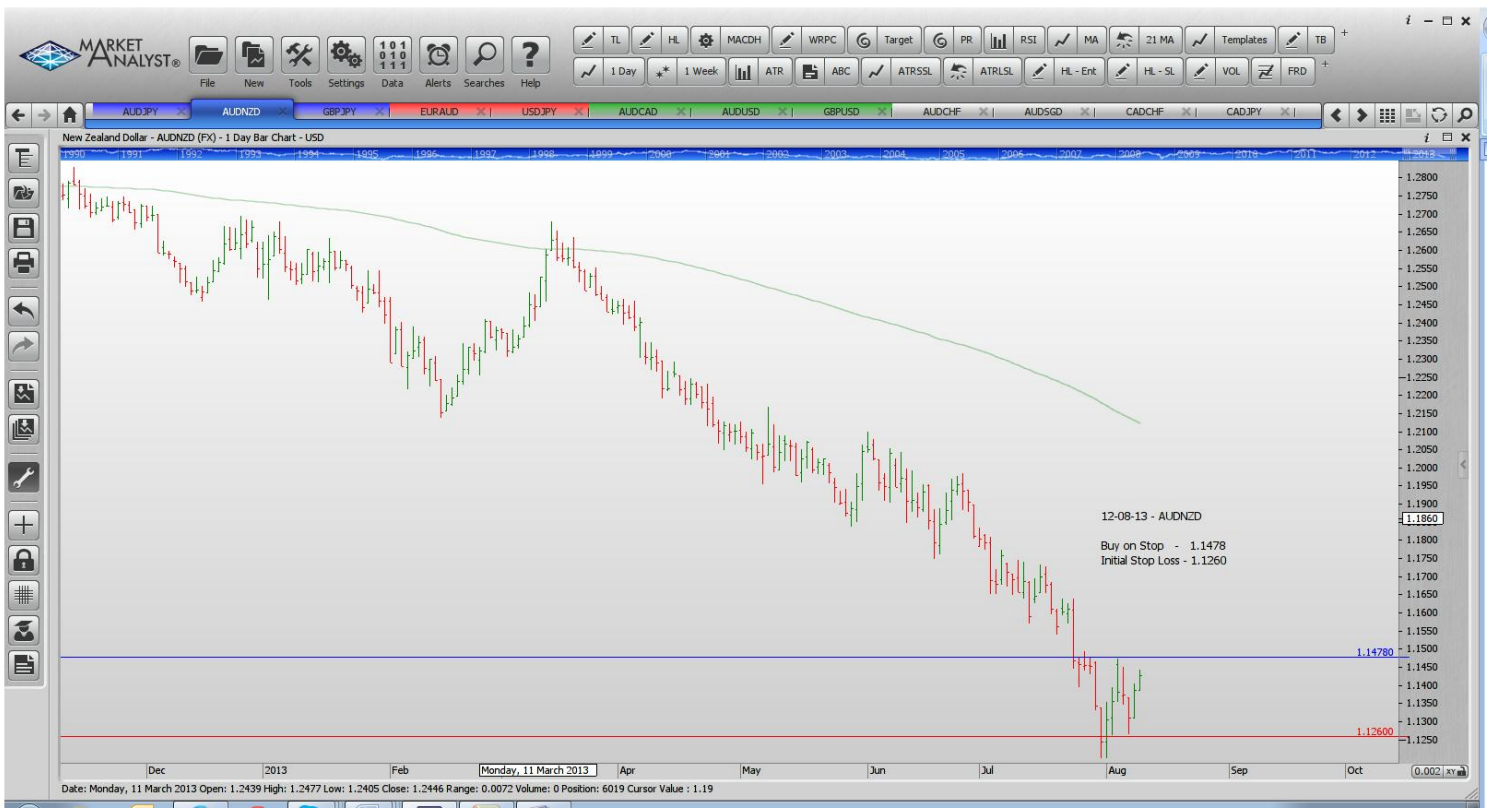 MARKET
ANALYST®
File
New
Tools
Settings
Data
Alerts
Searches
Help
TL
HL
MACDH
WRPC
Target
PR
RSI
MA
21 MA
Templates
TB
1 Day
1 Week
ATR
ABC
ATRSSL
ATRLSL
HL - Ent
HL - SL
VOL
FRD
AUDJPY
AUDNZD
GBPJPY
EURAUD
USDJPY
AUDCAD
AUDUSD
GBPUSD
AUDCHF
AUDSGD
CADCHF
CADJPY
New Zealand Dollar - AUDNZD (FX) - 1 Day Bar Chart - USD
1990 1991 1992 1993 1994 1995 1996 1997 1998 1999 2000 2001 2002 2003 2004 2005 2006 2007 2008 2009 2010 2011 2012 2013
1.2800
1.2750
1.2700
1.2650
1.2600
1.2550
1.2500
1.2450
1.2400
1.2350
1.2300
1.2250
1.2200
1.2150
1.2100
1.2050
1.2000
1.1950
1.1900
1.1860
1.1800
1.1750
1.1700
1.1650
1.1600
1.1550
1.1500
1.1450
1.1400
1.1350
1.1300
1.1250
12-08-13 - AUDNZD
Buy on Stop - 1.1478
Initial Stop Loss - 1.1260
1.14780
1.12600
Dec 2013 Feb Monday, 11 March 2013 Apr May Jun Jul Aug Sep Oct 0.002 XY
Date: Monday, 11 March 2013 Open: 1.2439 High: 1.2477 Low: 1.2405 Close: 1.2446 Range: 0.0072 Volume: 0 Position: 6019 Cursor Value : 1.19